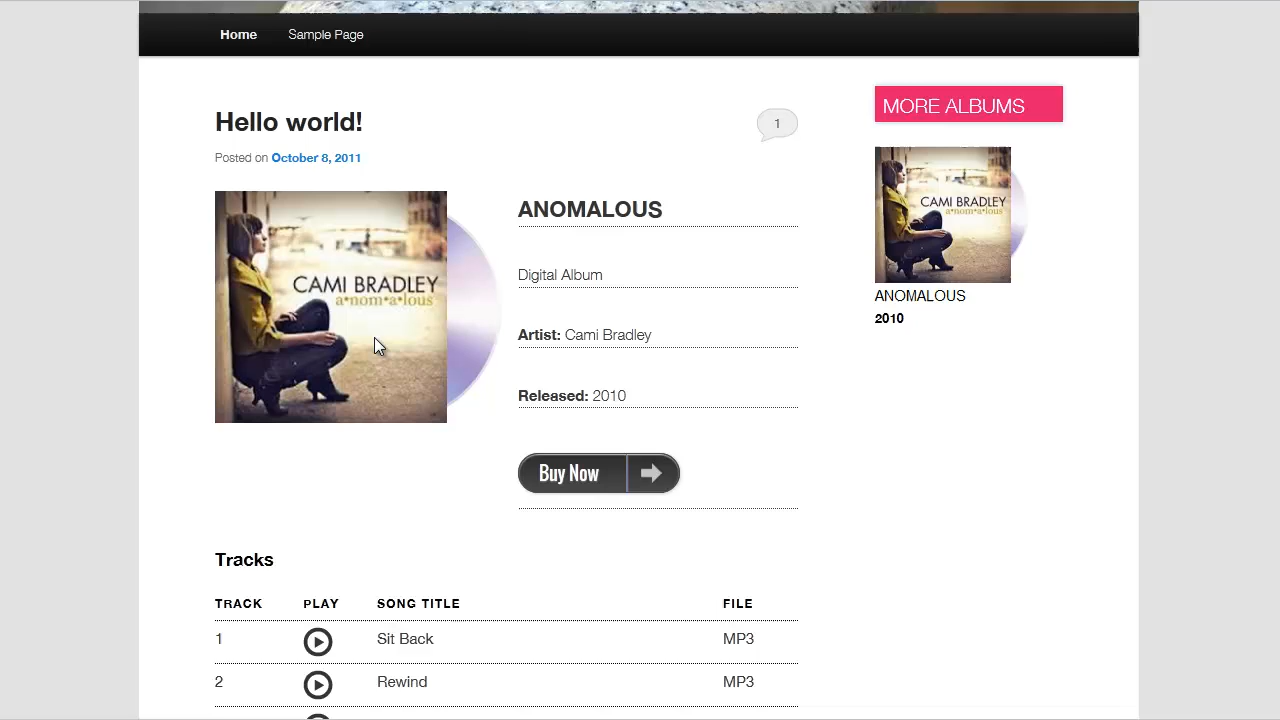 Home
Sample Page
Hello world!
1
Posted on October 8, 2011
CAMI BRADLEY
a•nom•a•lous
ANOMALOUS
Digital Album
Artist: Cami Bradley
Released: 2010
Buy Now
Tracks
TRACK PLAY SONG TITLE FILE
1 Sit Back MP3
2 Rewind MP3
MORE ALBUMS
CAMI BRADLEY
a•nom•a•lous
ANOMALOUS
2010